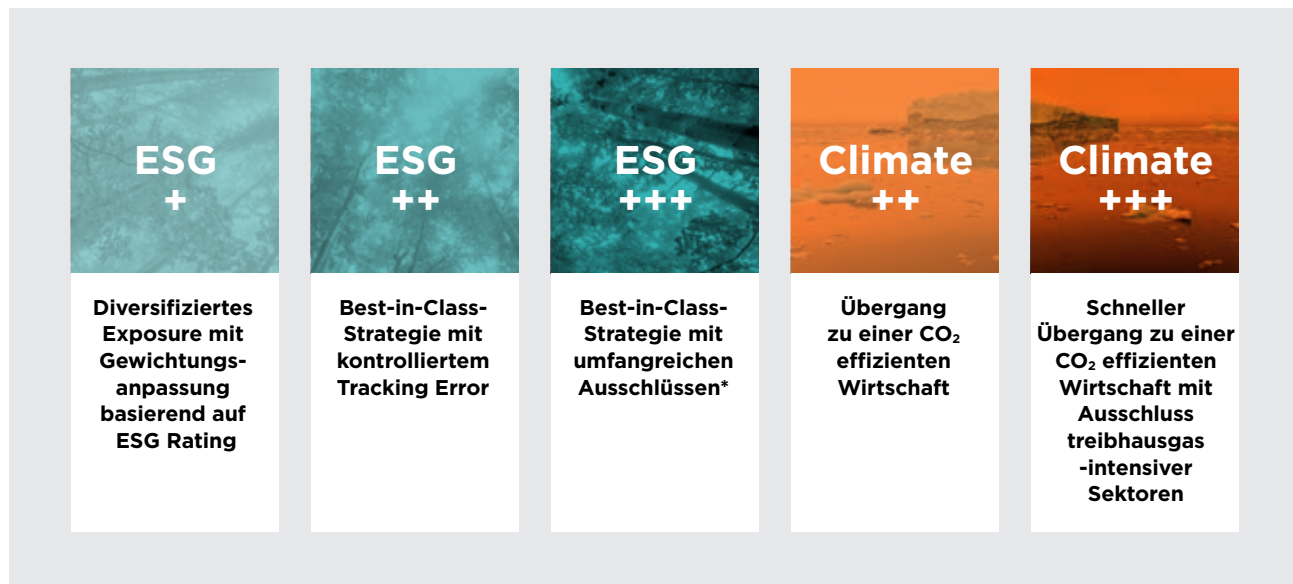 ESG
+
Diversifiziertes
Exposure mit
Gewichtungs-
anpassung
basierend auf
ESG Rating
ESG
++
Best-in-Class-
Strategie mit
kontrolliertem
Tracking Error
ESG
+++
Best-in-Class-
Strategie mit
umfangreichen
Ausschlüssen*
Climate
++
Übergang
zu einer CO₂
effizienten
Wirtschaft
Climate
+++
Schneller
Übergang zu einer
CO₂ effizienten
Wirtschaft mit
Ausschluss
treibhausgas
-intensiver
Sektoren